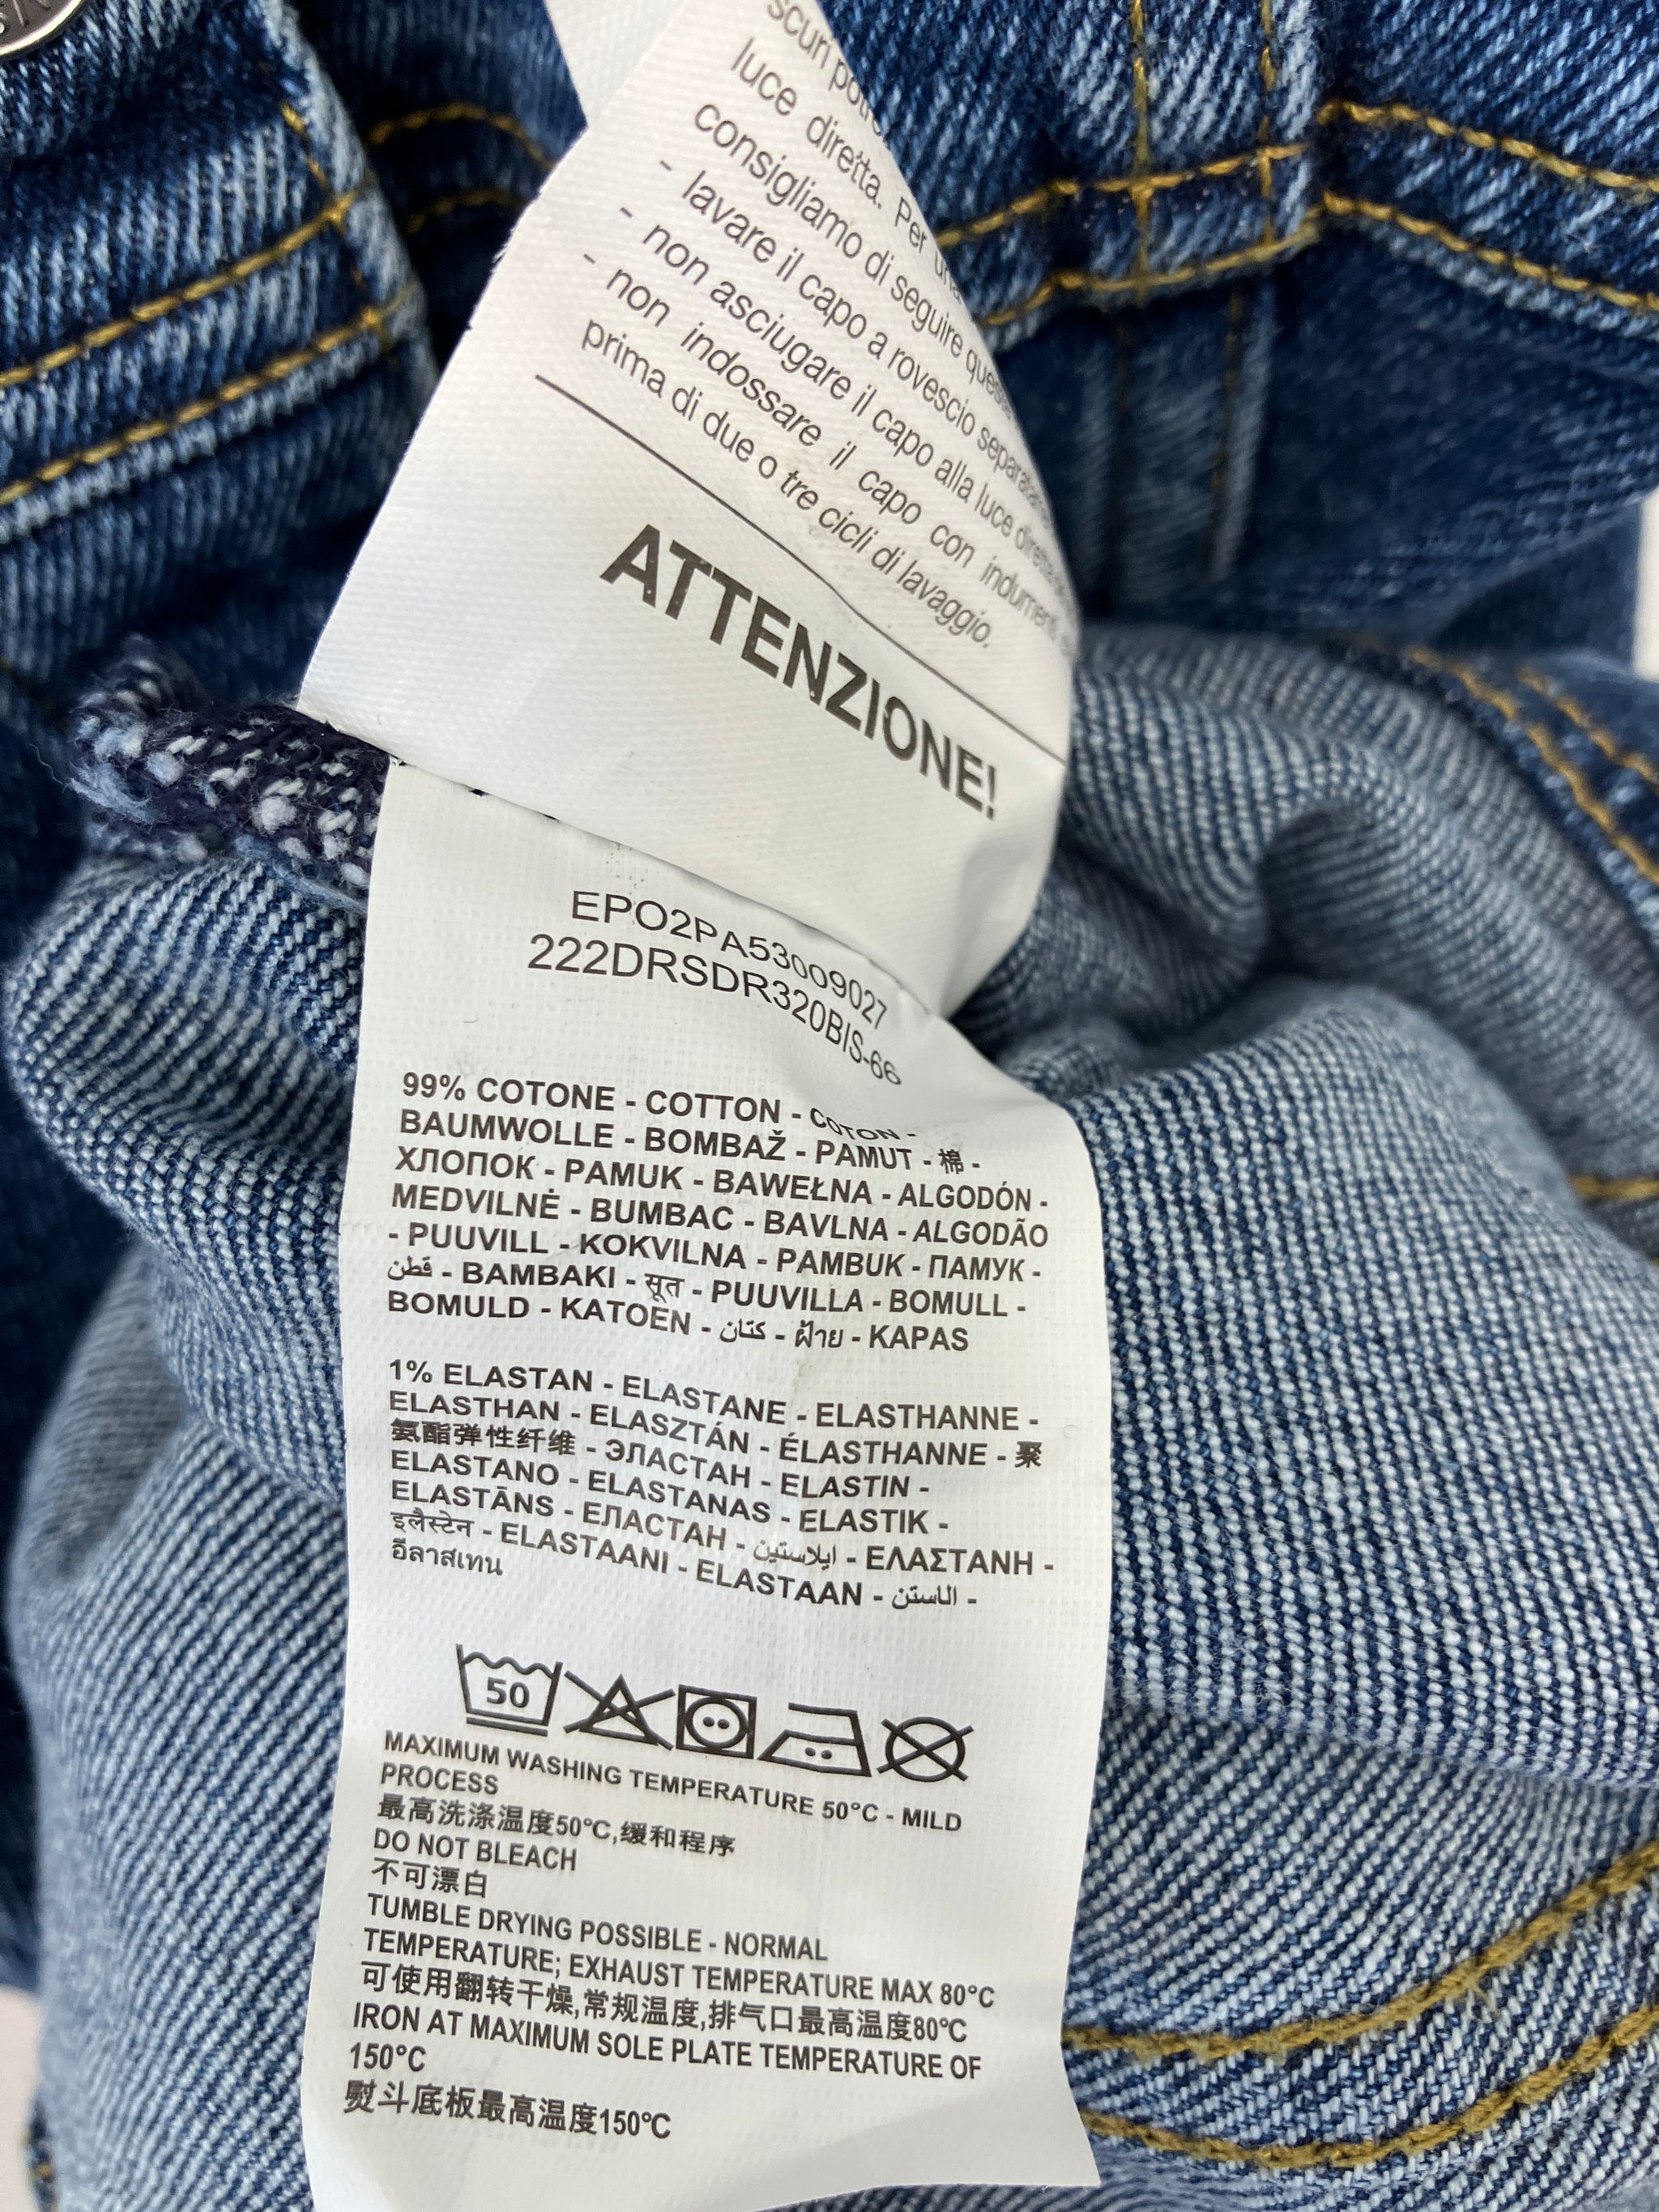 scuri
luce diretta. Per una
consigliamo di seguire queste
- lavare il capo a rovescio
- non asciugare il capo alla luce diretta
- non indossare il capo con indumenti
prima di due o tre cicli di lavaggio.
ATTENZIONE!
EPO2PA53009027
222DRSDR320BIS-66
99% COTONE - COTTON - COTON -
BAUMWOLLE - BOMBAŽ - PAMUT - 棉 -
ХЛОПОК - PAMUK - BAWEŁNA - ALGODÓN -
MEDVILNĖ - BUMBAC - BAVLNA - ALGODÃO
- PUUVILL - KOKVILNA - PAMBUK - ПАМУК -
قطن - BAMBAKI - सूत - PUUVILLA - BOMULL -
BOMULD - KATOEN - كتان - ฝ้าย - KAPAS
1% ELASTAN - ELASTANE - ELASTHANNE -
ELASTHAN - ELASZTÁN - ÉLASTHANNE - 聚
氨酯弹性纤维 - ЭЛАСТАН - ELASTIN -
ELASTANO - ELASTANAS - ELASTIK -
ELASTĀNS - ЕЛАСТАН - ايلاستين - ΕΛΑΣΤΑΝΗ -
इलैस्टेन - ELASTAANI - ELASTAAN - الاستن -
อีลาสเทน
50
MAXIMUM WASHING TEMPERATURE 50°C - MILD
PROCESS
最高洗涤温度50℃,缓和程序
DO NOT BLEACH
不可漂白
TUMBLE DRYING POSSIBLE - NORMAL
TEMPERATURE; EXHAUST TEMPERATURE MAX 80°C
可使用翻转干燥,常规温度,排气口最高温度80℃
IRON AT MAXIMUM SOLE PLATE TEMPERATURE OF
150°C
熨斗底板最高温度150℃